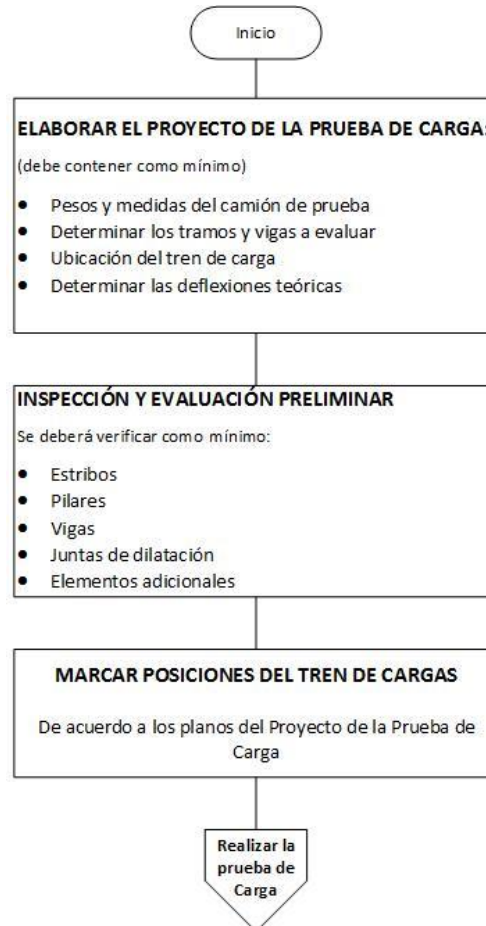 Inicio
ELABORAR EL PROYECTO DE LA PRUEBA DE CARGA:
(debe contener como mínimo)
● Pesos y medidas del camión de prueba
● Determinar los tramos y vigas a evaluar
● Ubicación del tren de carga
● Determinar las deflexiones teóricas
INSPECCIÓN Y EVALUACIÓN PRELIMINAR
Se deberá verificar como mínimo:
● Estribos
● Pilares
● Vigas
● Juntas de dilatación
● Elementos adicionales
MARCAR POSICIONES DEL TREN DE CARGAS
De acuerdo a los planos del Proyecto de la Prueba de
Carga
Realizar la
prueba de
Carga